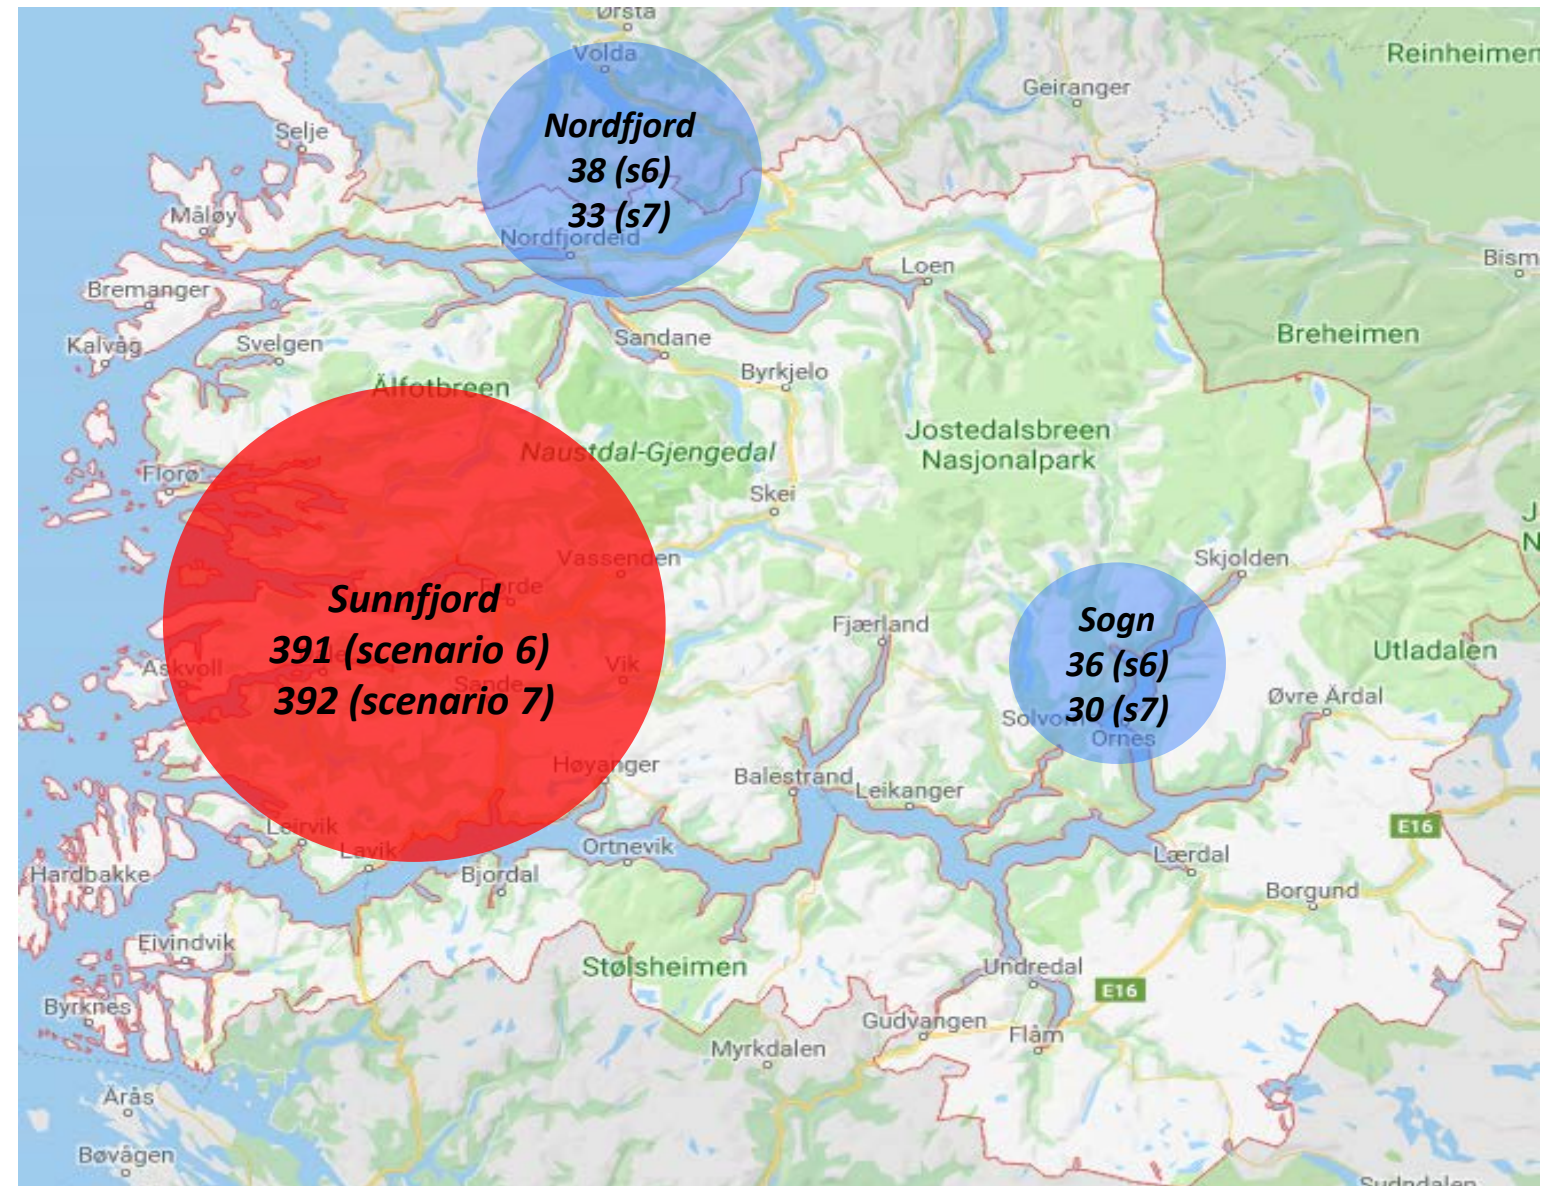 Ørsta
Volda
Reinheimen
Geiranger
Nordfjord
38 (s6)
33 (s7)
Selje
Måløy
Nordfjordeid
Loen
Bism
Bremanger
Kalvåg
Svelgen
Sandane
Breheimen
Byrkjelo
Ålfotbreen
Jostedalsbreen
Nasjonalpark
Naustdal-Gjengedal
Florø
Skei
Vassenden
Skjolden
Førde
Sunnfjord
391 (scenario 6)
392 (scenario 7)
Fjærland
Sogn
36 (s6)
30 (s7)
Utladalen
Askvoll
Vik
Sande
Øvre Årdal
Ornes
Høyanger
Balestrand
Leikanger
E16
Leirvik
Lavik
Ortnevik
Lærdal
Hardbakke
Bjordal
Borgund
Eivindvik
Stølsheimen
Undredal
E16
Byrknes
Gudvangen
Flåm
Myrkdalen
Årås
Bøvågen
Sudndalen